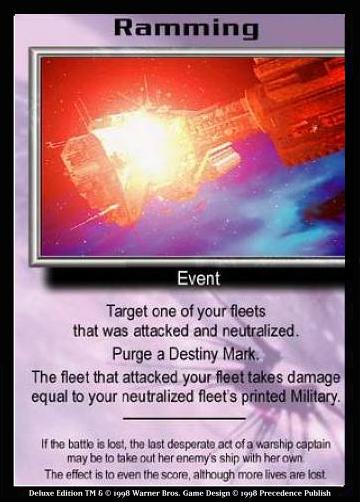 Ramming
Event
Target one of your fleets
that was attacked and neutralized.
Purge a Destiny Mark.
The fleet that attacked your fleet takes damage
equal to your neutralized fleet's printed Military.
If the battle is lost, the last desperate act of a warship captain
may be to take out her enemy's ship with her own.
The effect is to even the score, although more lives are lost.
Deluxe Edition TM & © 1998 Warner Bros. Game Design © 1998 Precedence Publish